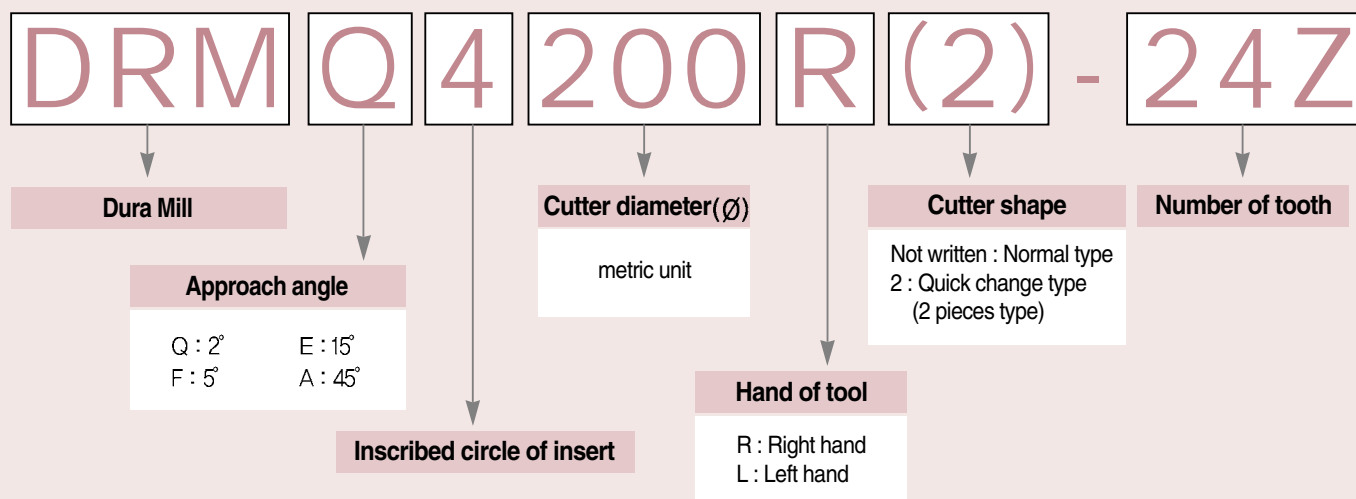 DRM Q 4 200 R (2) - 24Z
Dura Mill
Approach angle
Q : 2° E : 15°
F : 5° A : 45°
Inscribed circle of insert
Cutter diameter(Ø)
metric unit
Hand of tool
R : Right hand
L : Left hand
Cutter shape
Not written : Normal type
2 : Quick change type
(2 pieces type)
Number of tooth